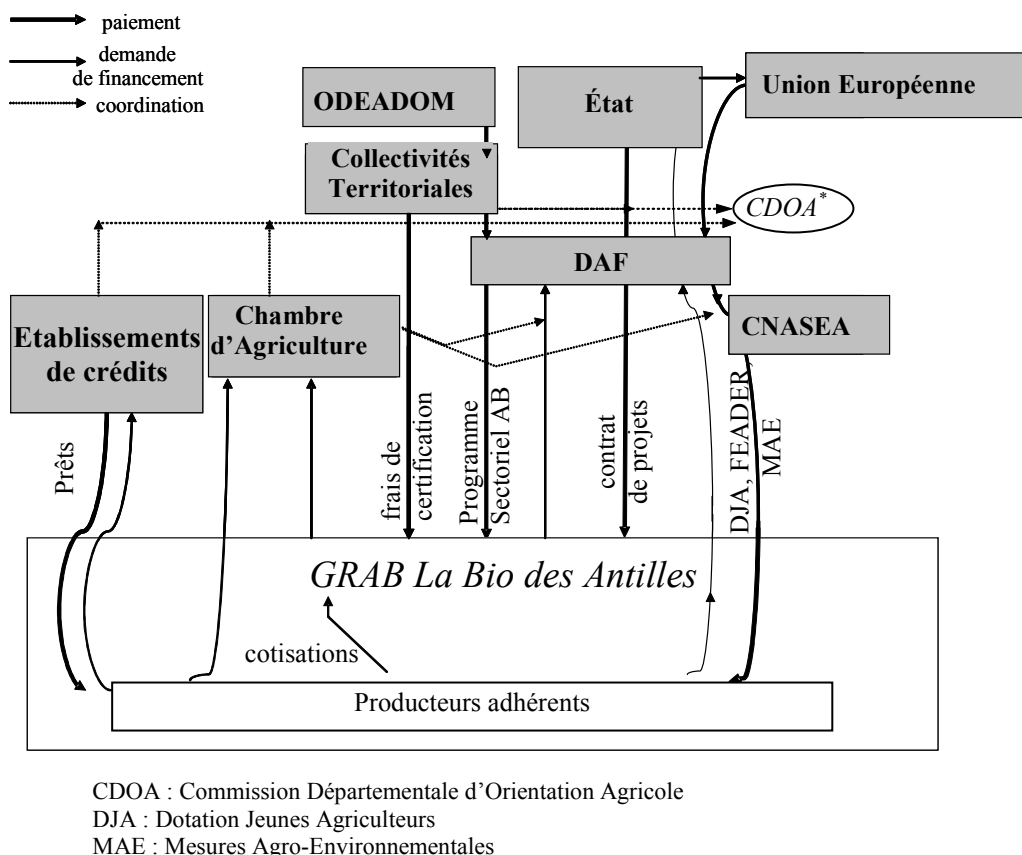 paiement
demande
de financement
coordination
ODEADOM
État
Union Européenne
Collectivités
Territoriales
CDOA*
DAF
Etablissements
de crédits
Chambre
d'Agriculture
CNASEA
Prêts
frais de
certification
Programme
Sectoriel AB
contrat
de projets
DJA, FEADER,
MAE
GRAB La Bio des Antilles
cotisations
Producteurs adhérents
CDOA : Commission Départementale d'Orientation Agricole
DJA : Dotation Jeunes Agriculteurs
MAE : Mesures Agro-Environnementales